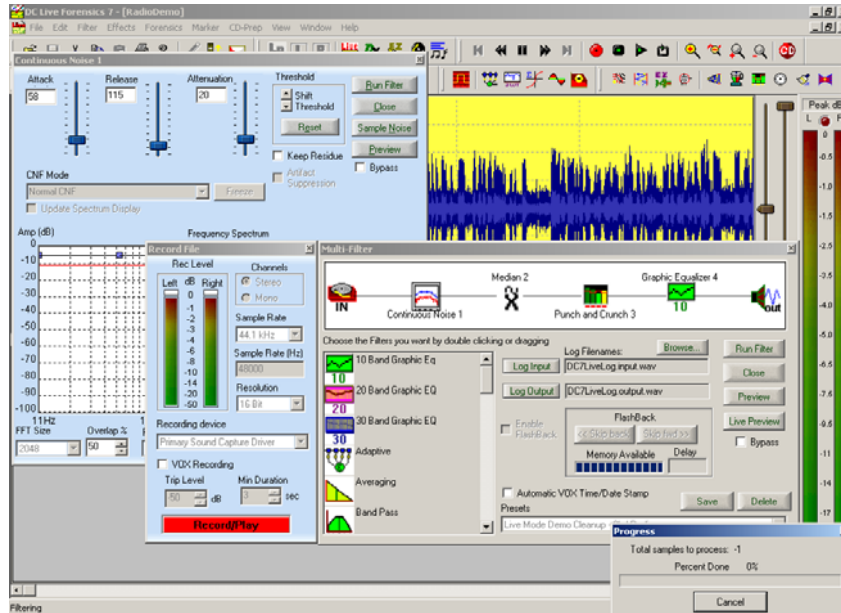 DC Live Forensics 7 - [RadioDemo]
File Edit Filter Effects Forensics Marker CD-Prep View Window Help
Continuous Noise 1
Attack
58
Release
115
Attenuation
20
Threshold
Shift Threshold
Reset
Keep Residue
Artifact Suppression
Run Filter
Close
Sample Noise
Preview
Bypass
CNF Mode
Normal CNF
Freeze
Update Spectrum Display
Amp (dB)
Frequency Spectrum
0
-10
-20
-30
-40
-50
-60
-70
-80
-90
-100
11Hz
FFT Size
2048
Overlap %
50
Record File
Rec Level
Left dB Right
0
-1
-2
-3
-4
-6
-8
-10
-14
-20
-50
Channels
Stereo
Mono
Sample Rate
44.1 kHz
Sample Rate (Hz)
48000
Resolution
16 Bit
Recording device
Primary Sound Capture Driver
VOX Recording
Trip Level
-50 dB
Min Duration
3 sec
Record/Play
Multi-Filter
IN
Continuous Noise 1
Median 2
Punch and Crunch 3
Graphic Equalizer 4
10
out
Choose the Filters you want by double clicking or dragging
10 Band Graphic Eq
10
20 Band Graphic EQ
20
30 Band Graphic EQ
30
Adaptive
Averaging
Band Pass
Log Filenames:
Browse...
Log Input
DC7LiveLog.input.wav
Log Output
DC7LiveLog.output.wav
Enable FlashBack
FlashBack
<< Skip back
Skip fwd >>
Memory Available
Delay
Automatic VOX Time/Date Stamp
Save
Delete
Presets
Live Mode Demo Cleanup
Run Filter
Close
Preview
Live Preview
Bypass
Peak dB
L
0
-0.5
-1.0
-1.5
-2.5
-3.5
-4.0
-5.5
-6.5
-8.5
-11
-14
-17
CD
Progress
Total samples to process: -1
Percent Done 0%
Cancel
Filtering